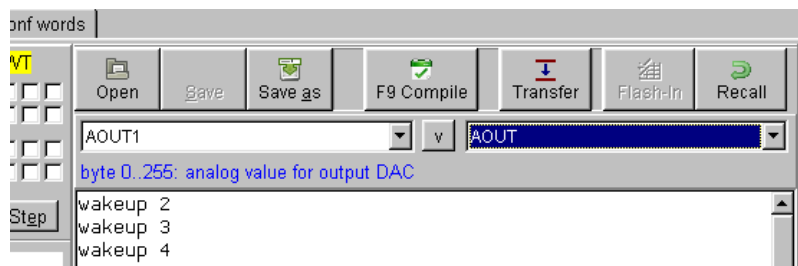 onf words
VT
Open Save Save as F9 Compile Transfer Flash-In Recall
AOUT1 v AOUT
byte 0..255: analog value for output DAC
Step
wakeup 2
wakeup 3
wakeup 4